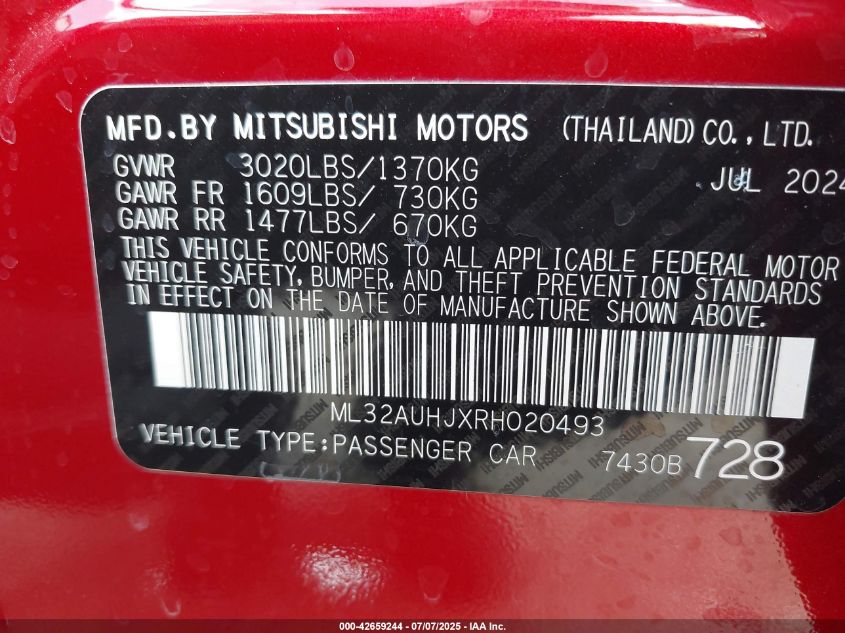 MFD.BY MITSUBISHI MOTORS (THAILAND) CO., LTD.
GVWR 3020LBS/1370KG JUL 2024
GAWR FR 1609LBS/ 730KG
GAWR RR 1477LBS/ 670KG
THIS VEHICLE CONFORMS TO ALL APPLICABLE FEDERAL MOTOR
VEHICLE SAFETY, BUMPER, AND THEFT PREVENTION STANDARDS
IN EFFECT ON THE DATE OF MANUFACTURE SHOWN ABOVE.
ML32AUHJXRH020493
VEHICLE TYPE:PASSENGER CAR 7430B 728
000-42659244 - 07/07/2025 - IAA Inc.